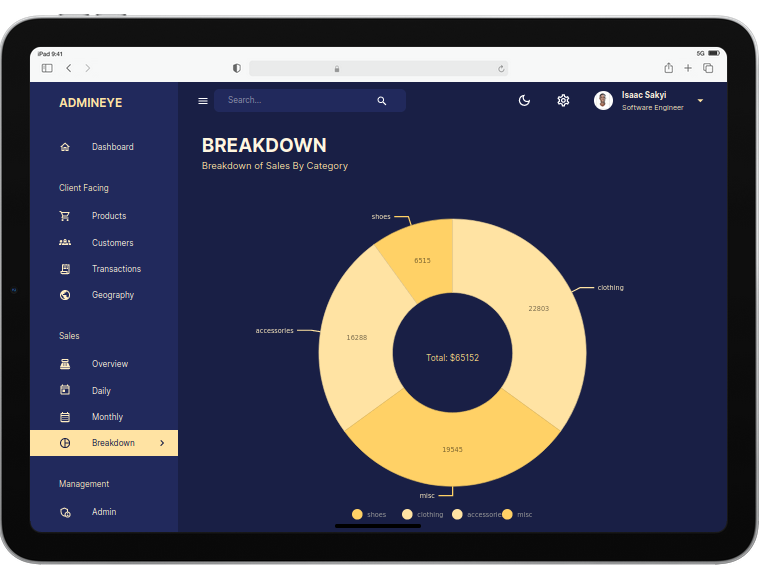 iPad 9:41
5G
ADMINEYE
Search...
Isaac Sakyi
Software Engineer
Dashboard
Client Facing
Products
Customers
Transactions
Geography
Sales
Overview
Daily
Monthly
Breakdown
Management
Admin
BREAKDOWN
Breakdown of Sales By Category
shoes
6515
clothing
22803
accessories
16288
Total: $65152
19545
misc
shoes clothing accessories misc